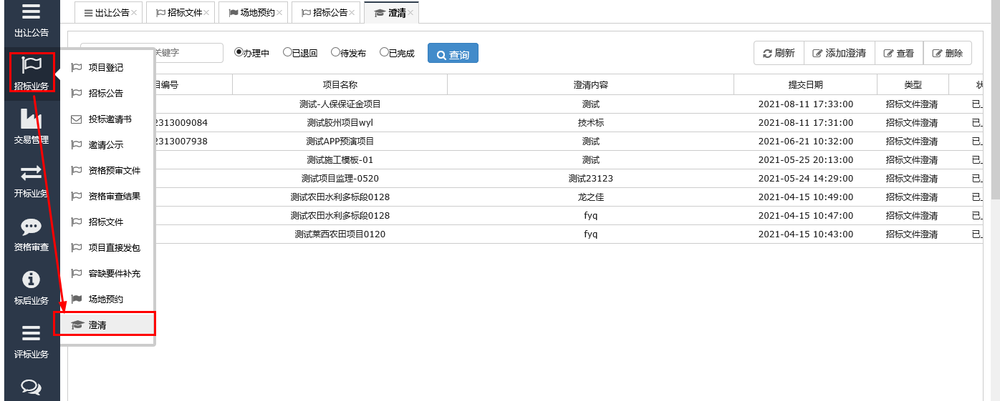 出让公告
招标文件
场地预约
招标公告
澄清
出让公告
招标业务
交易管理
开标业务
资格审查
标后业务
评标业务
项目登记
招标公告
投标邀请书
邀请公示
资格预审文件
资格审查结果
招标文件
项目直接发包
容缺要件补充
场地预约
澄清
关键字 办理中 已退回 待发布 已完成 查询 刷新 添加澄清 查看 删除
编号 项目名称 澄清内容 提交日期 类型
测试-人保保证金项目 测试 2021-08-11 17:33:00 招标文件澄清 已
2313009084 测试胶州项目wyl 技术标 2021-08-11 17:31:00 招标文件澄清 已
2313007938 测试APP预演项目 测试 2021-06-21 10:32:00 招标文件澄清 已
测试施工模板-01 测试 2021-05-25 20:13:00 招标文件澄清 已
测试项目监理-0520 测试23123 2021-05-24 14:29:00 招标文件澄清 已
测试农田水利多标段0128 龙之佳 2021-04-15 10:49:00 招标文件澄清 已
测试农田水利多标段0128 fyq 2021-04-15 10:47:00 招标文件澄清 已
测试莱西农田项目0120 fyq 2021-04-15 10:43:00 招标文件澄清 已